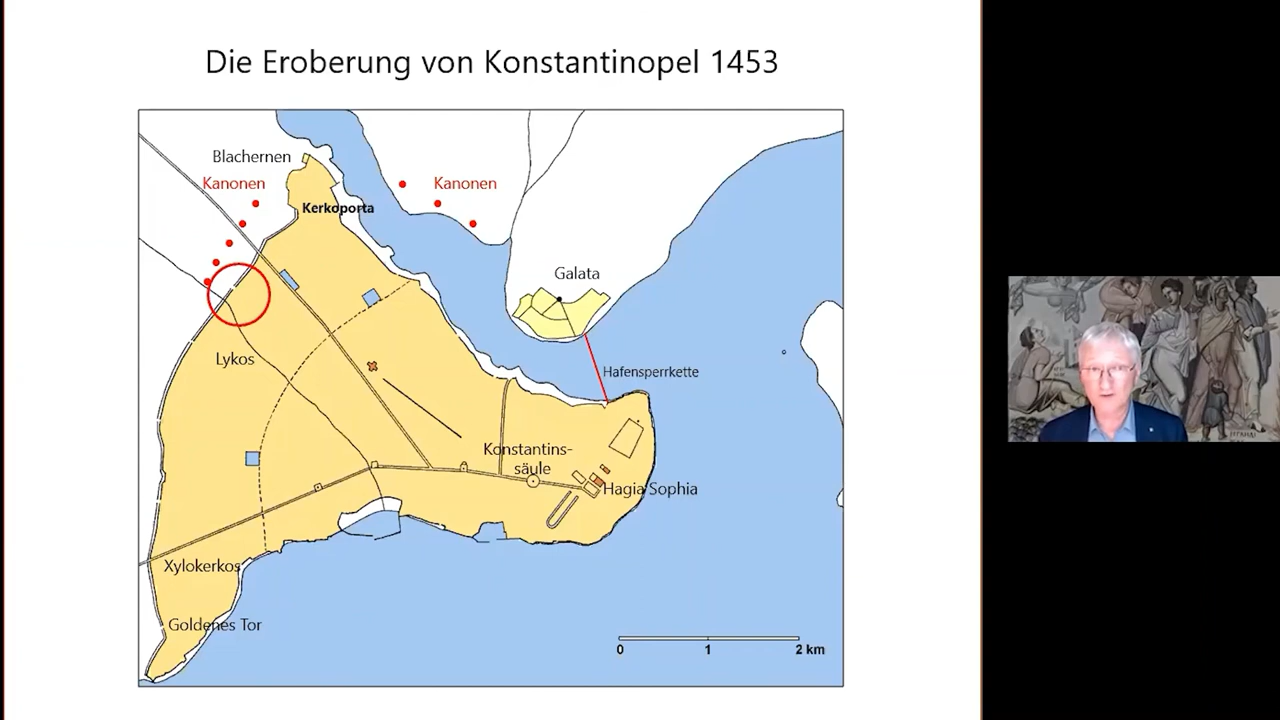 Die Eroberung von Konstantinopel 1453
Blachernen
Kanonen
Kanonen
Kerkoporta
Galata
Lykos
Hafensperrkette
Konstantins-
säule
Hagia Sophia
Xylokerkos
Goldenes Tor
0 1 2 km